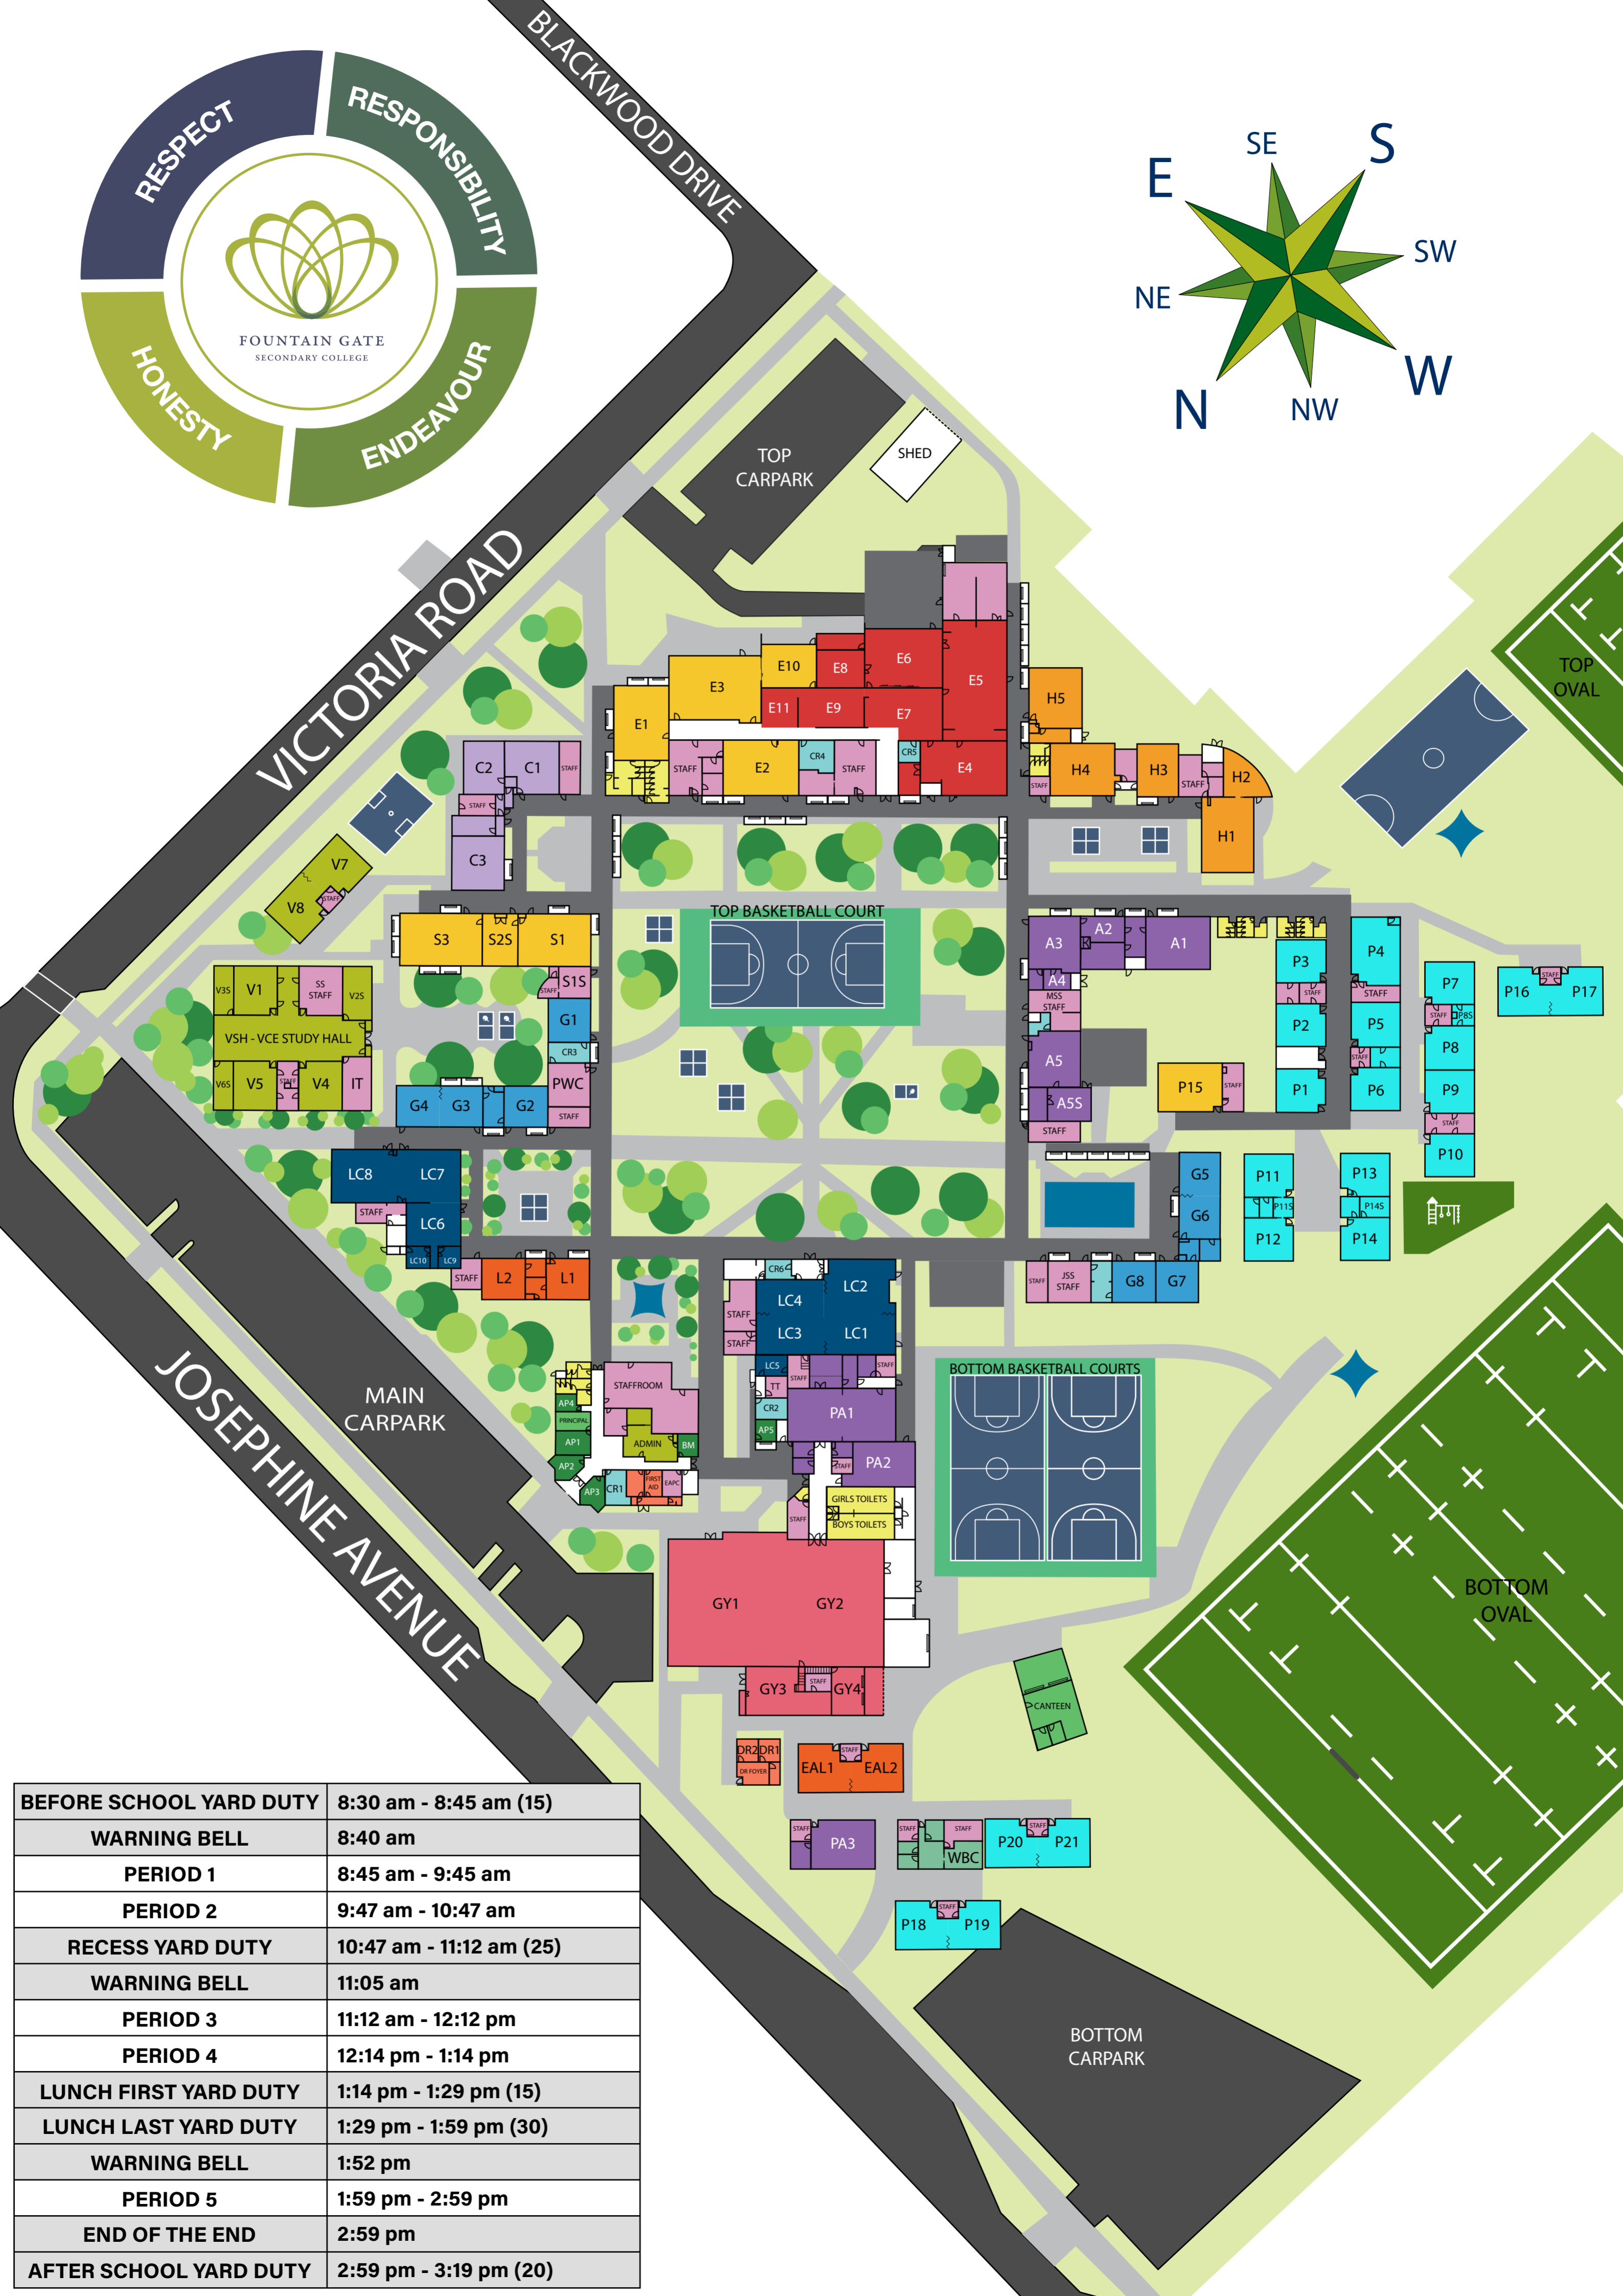 BLACKWOOD DRIVE
RESPECT
RESPONSIBILITY
HONESTY
ENDEAVOUR
FOUNTAIN GATE
SECONDARY COLLEGE
SE
S
E
SW
NE
W
N
NW
VICTORIA ROAD
TOP
CARPARK
SHED
TOP
OVAL
E10
E8
E6
E3
E5
E11
E9
E7
E1
STAFF
E2
CR4
STAFF
CR5
E4
H5
H4
H3
H2
STAFF
STAFF
H1
C2
C1
STAFF
STAFF
C3
V7
V8
STAFF
TOP BASKETBALL COURT
S3
S2S
S1
S1S
STAFF
G1
CR3
PWC
STAFF
G4
G3
G2
V3S
V1
SS
STAFF
V2S
VSH - VCE STUDY HALL
V6S
V5
STAFF
V4
IT
A3
A2
A1
A4
MSS
STAFF
A5
A5S
STAFF
P3
STAFF
P2
P1
P4
STAFF
P5
STAFF
P6
P7
STAFF
P8S
P8
P9
STAFF
P10
P16
STAFF
P17
P15
STAFF
LC8
LC7
STAFF
LC6
LC10
LC9
STAFF
L2
L1
G5
G6
P11
P11S
P12
P13
P14S
P14
STAFF
JSS
STAFF
G8
G7
CR6
LC2
LC4
STAFF
LC3
LC1
STAFF
LC5
STAFF
STAFF
TT
CR2
PA1
AP5
STAFF
PA2
GIRLS TOILETS
BOYS TOILETS
STAFF
STAFFROOM
AP4
PRINCIPAL
AP1
ADMIN
BM
AP2
AP3
CR1
FIRST
AID
EAPC
BOTTOM BASKETBALL COURTS
MAIN
CARPARK
JOSEPHINE AVENUE
BOTTOM
OVAL
GY1
GY2
GY3
STAFF
GY4
CANTEEN
DR2
DR1
DR FOYER
EAL1
STAFF
EAL2
STAFF
PA3
STAFF
STAFF
WBC
P20
STAFF
P21
P18
STAFF
P19
BOTTOM
CARPARK
BEFORE SCHOOL YARD DUTY 8:30 am - 8:45 am (15)
WARNING BELL 8:40 am
PERIOD 1 8:45 am - 9:45 am
PERIOD 2 9:47 am - 10:47 am
RECESS YARD DUTY 10:47 am - 11:12 am (25)
WARNING BELL 11:05 am
PERIOD 3 11:12 am - 12:12 pm
PERIOD 4 12:14 pm - 1:14 pm
LUNCH FIRST YARD DUTY 1:14 pm - 1:29 pm (15)
LUNCH LAST YARD DUTY 1:29 pm - 1:59 pm (30)
WARNING BELL 1:52 pm
PERIOD 5 1:59 pm - 2:59 pm
END OF THE END 2:59 pm
AFTER SCHOOL YARD DUTY 2:59 pm - 3:19 pm (20)